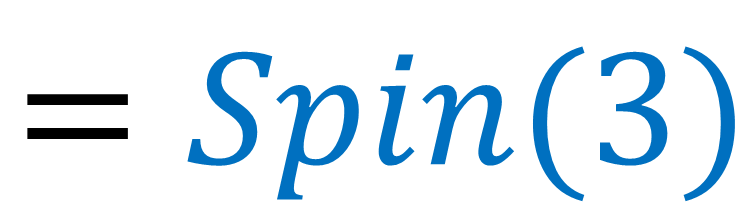 = Spin(3)